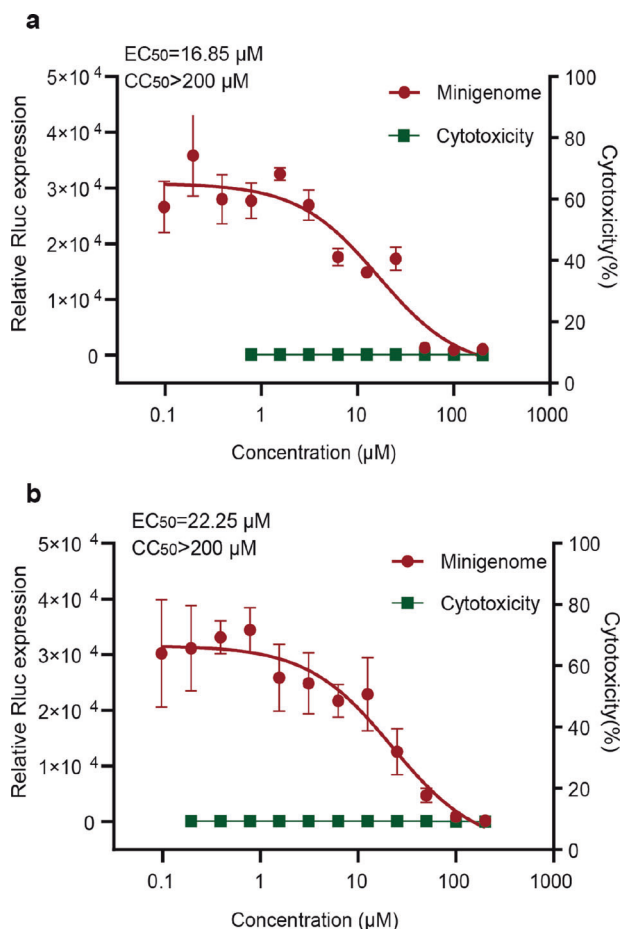 a
EC50=16.85 µM
CC50>200 µM
5×10 4
4×10 4
3×10 4
2×10 4
1×10 4
0
Relative Rluc expression
Minigenome
Cytotoxicity
100
80
60
40
20
0
Cytotoxicity(%)
0.1 1 10 100 1000
Concentration (µM)
b
EC50=22.25 µM
CC50>200 µM
5×10 4
4×10 4
3×10 4
2×10 4
1×10 4
0
Relative Rluc expression
Minigenome
Cytotoxicity
100
80
60
40
20
0
Cytotoxicity(%)
0.1 1 10 100 1000
Concentration (µM)